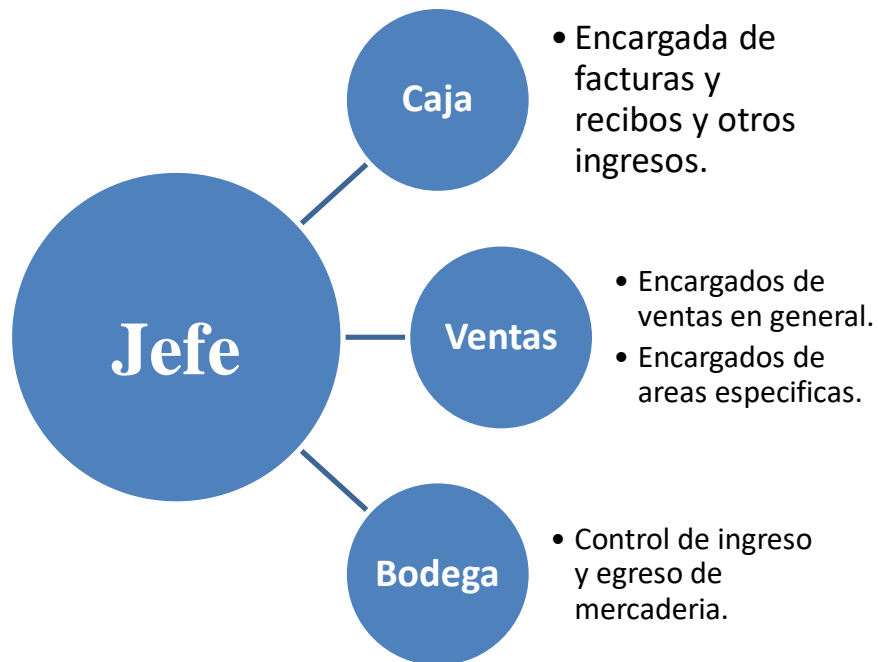 Jefe
Caja
• Encargada de
facturas y
recibos y otros
ingresos.
Ventas
• Encargados de
ventas en general.
• Encargados de
areas especificas.
Bodega
• Control de ingreso
y egreso de
mercaderia.